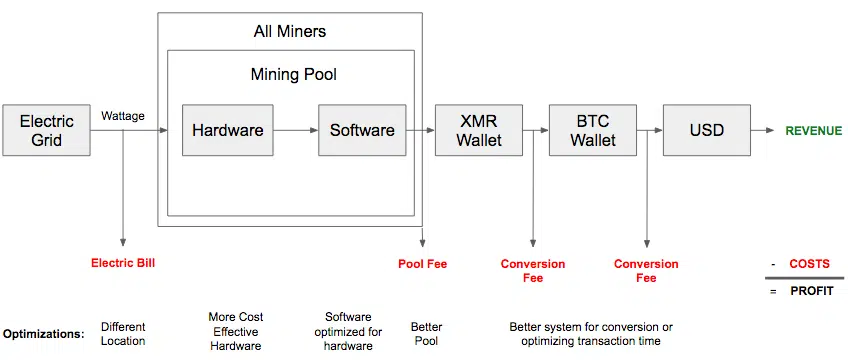 All Miners
Mining Pool
Wattage
Electric
Grid
Hardware
Software
XMR
Wallet
BTC
Wallet
USD
REVENUE
Electric Bill
Pool Fee
Conversion
Fee
Conversion
Fee
- COSTS
= PROFIT
Optimizations:
Different
Location
More Cost
Effective
Hardware
Software
optimized for
hardware
Better
Pool
Better system for conversion or
optimizing transaction time